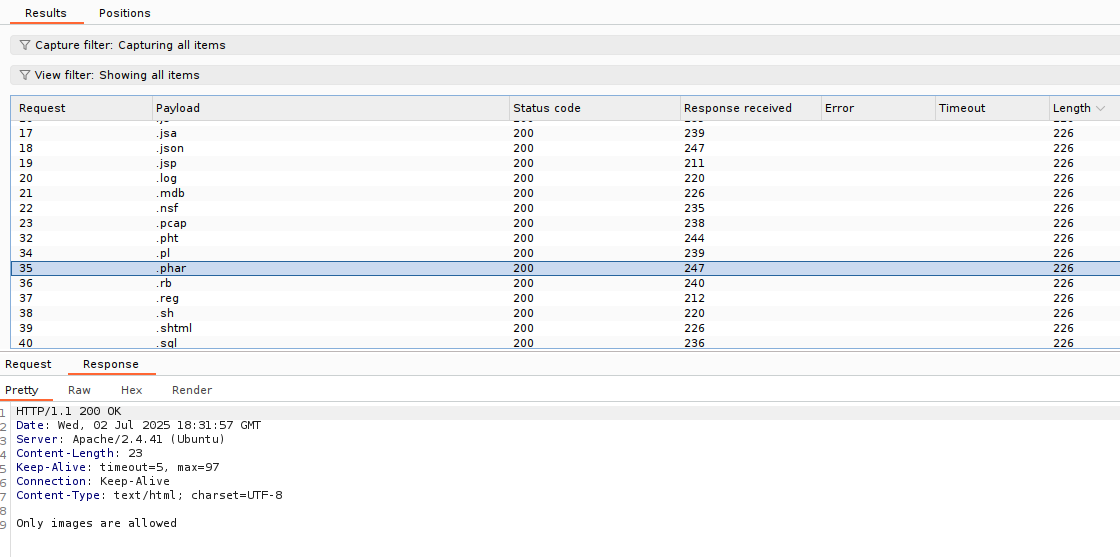 Results Positions
Capture filter: Capturing all items
View filter: Showing all items
Request Payload Status code Response received Error Timeout Length
17 .jsa 200 239 226
18 .json 200 247 226
19 .jsp 200 211 226
20 .log 200 220 226
21 .mdb 200 226 226
22 .nsf 200 235 226
23 .pcap 200 238 226
32 .pht 200 244 226
34 .pl 200 239 226
35 .phar 200 247 226
36 .rb 200 240 226
37 .reg 200 212 226
38 .sh 200 220 226
39 .shtml 200 226 226
40 .sql 200 236 226
Request Response
Pretty Raw Hex Render
1 HTTP/1.1 200 OK
2 Date: Wed, 02 Jul 2025 18:31:57 GMT
3 Server: Apache/2.4.41 (Ubuntu)
4 Content-Length: 23
5 Keep-Alive: timeout=5, max=97
6 Connection: Keep-Alive
7 Content-Type: text/html; charset=UTF-8
8
9 Only images are allowed